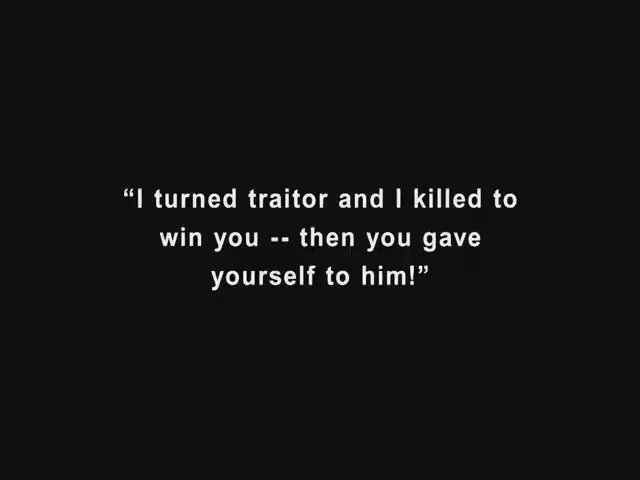 “I turned traitor and I killed to
win you -- then you gave
yourself to him!”